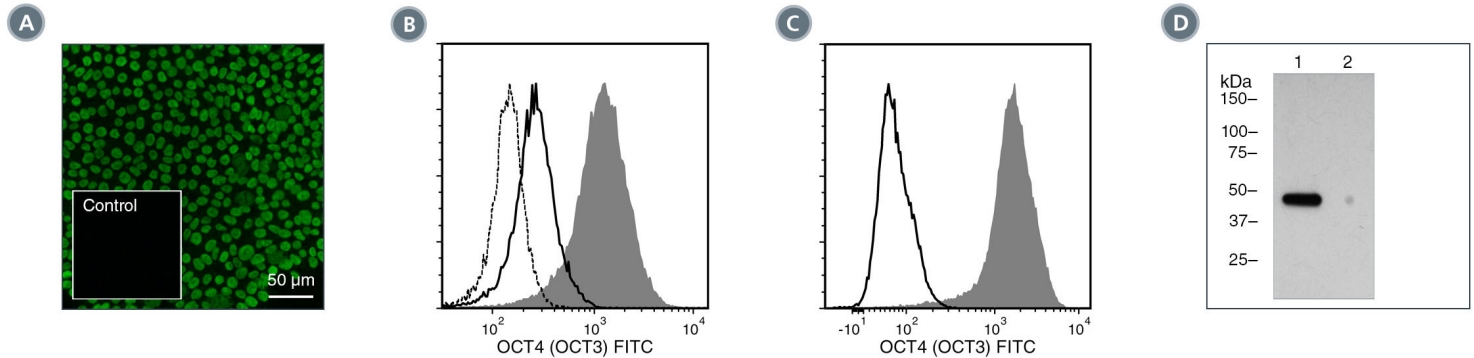 A
Control
50 μm
B
10²
10³
10⁴
OCT4 (OCT3) FITC
C
-10¹
10²
10³
10⁴
OCT4 (OCT3) FITC
D
1 2
kDa
150–
100–
75–
50–
37–
25–